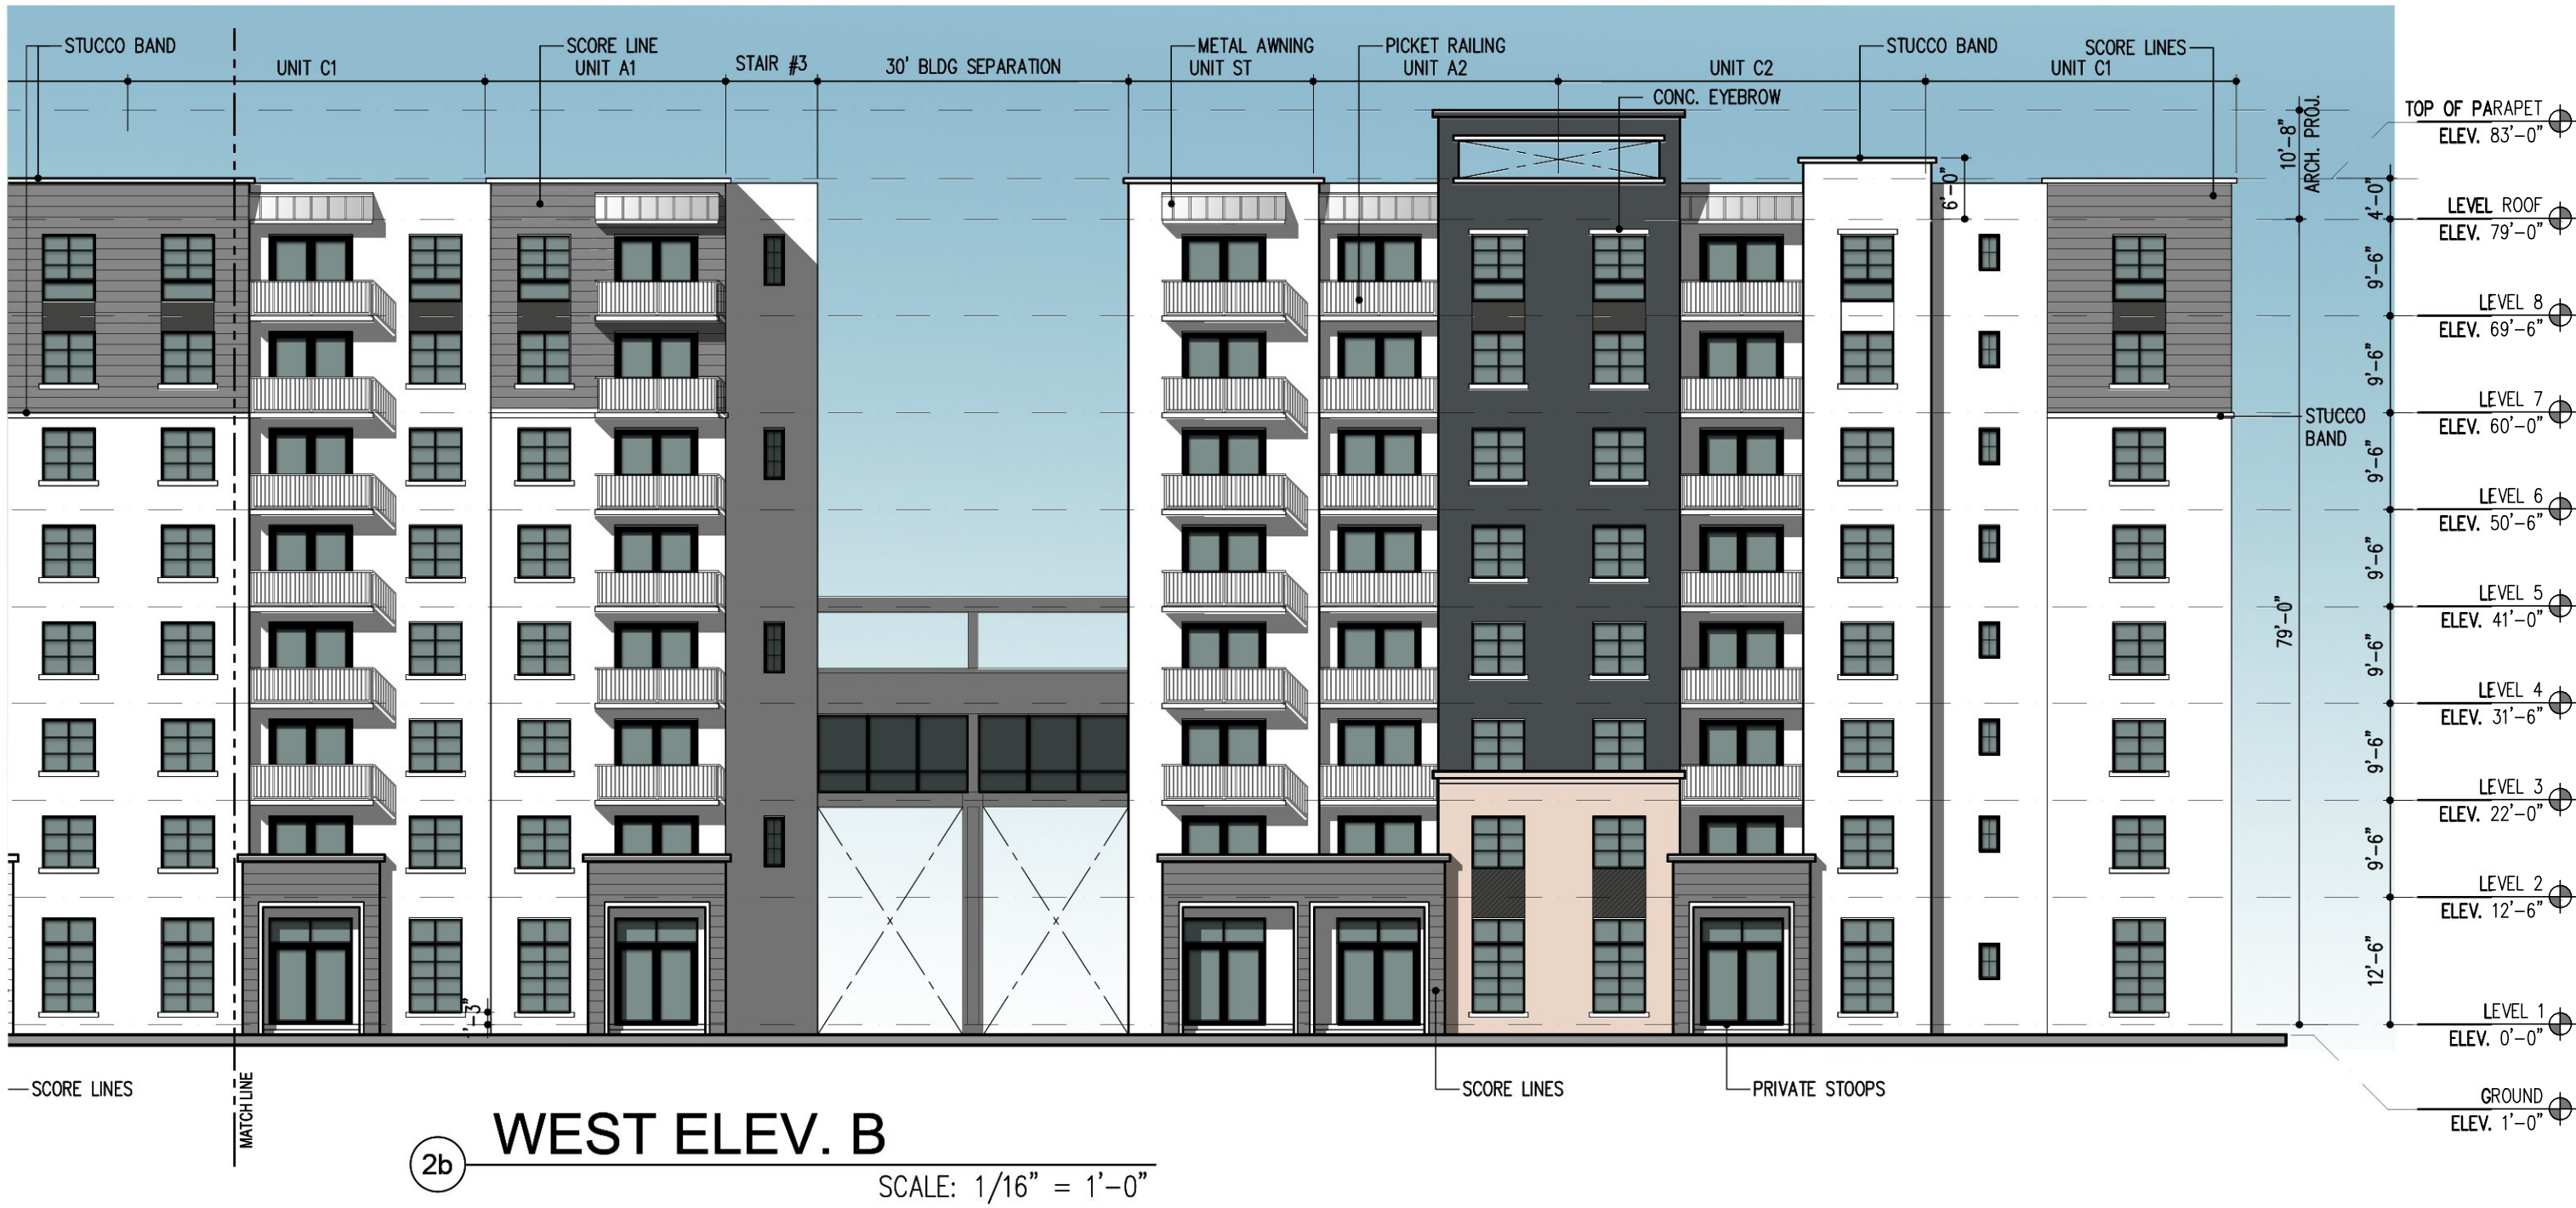 STUCCO BAND
SCORE LINE
METAL AWNING
PICKET RAILING
STUCCO BAND
SCORE LINES
UNIT C1
UNIT A1
STAIR #3
30' BLDG SEPARATION
UNIT ST
UNIT A2
UNIT C2
UNIT C1
CONC. EYEBROW
10'-8"
ARCH. PROJ.
TOP OF PARAPET
ELEV. 83'-0"
6'-0"
4'-0"
LEVEL ROOF
ELEV. 79'-0"
9'-6"
LEVEL 8
ELEV. 69'-6"
9'-6"
LEVEL 7
ELEV. 60'-0"
STUCCO
BAND
9'-6"
LEVEL 6
ELEV. 50'-6"
9'-6"
LEVEL 5
ELEV. 41'-0"
79'-0"
9'-6"
LEVEL 4
ELEV. 31'-6"
9'-6"
LEVEL 3
ELEV. 22'-0"
9'-6"
LEVEL 2
ELEV. 12'-6"
12'-6"
LEVEL 1
ELEV. 0'-0"
SCORE LINES
MATCH LINE
SCORE LINES
PRIVATE STOOPS
GROUND
ELEV. 1'-0"
2b
WEST ELEV. B
SCALE: 1/16" = 1'-0"